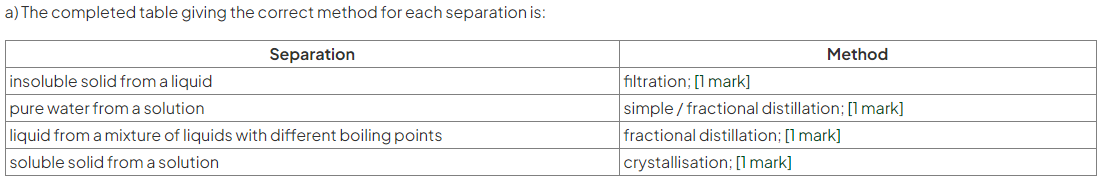 a) The completed table giving the correct method for each separation is:
Separation Method
insoluble solid from a liquid filtration; [1 mark]
pure water from a solution simple / fractional distillation; [1 mark]
liquid from a mixture of liquids with different boiling points fractional distillation; [1 mark]
soluble solid from a solution crystallisation; [1 mark]